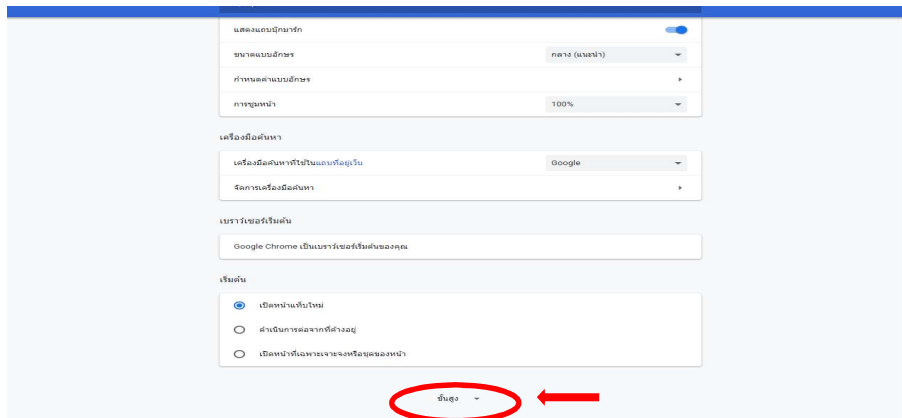 แสดงแถบบุ๊กมาร์ก
ขนาดแบบอักษร กลาง (แนะนำ)
กำหนดค่าแบบอักษร
การซูมหน้า 100%
เครื่องมือค้นหา
เครื่องมือค้นหาที่ใช้ในแถบที่อยู่เว็บ Google
จัดการเครื่องมือค้นหา
เบราว์เซอร์เริ่มต้น
Google Chrome เป็นเบราว์เซอร์เริ่มต้นของคุณ
เริ่มต้น
เปิดหน้าแท็บใหม่
ดำเนินการต่อจากที่ค้างอยู่
เปิดหน้าที่เฉพาะเจาะจงหรือชุดของหน้า
ขั้นสูง